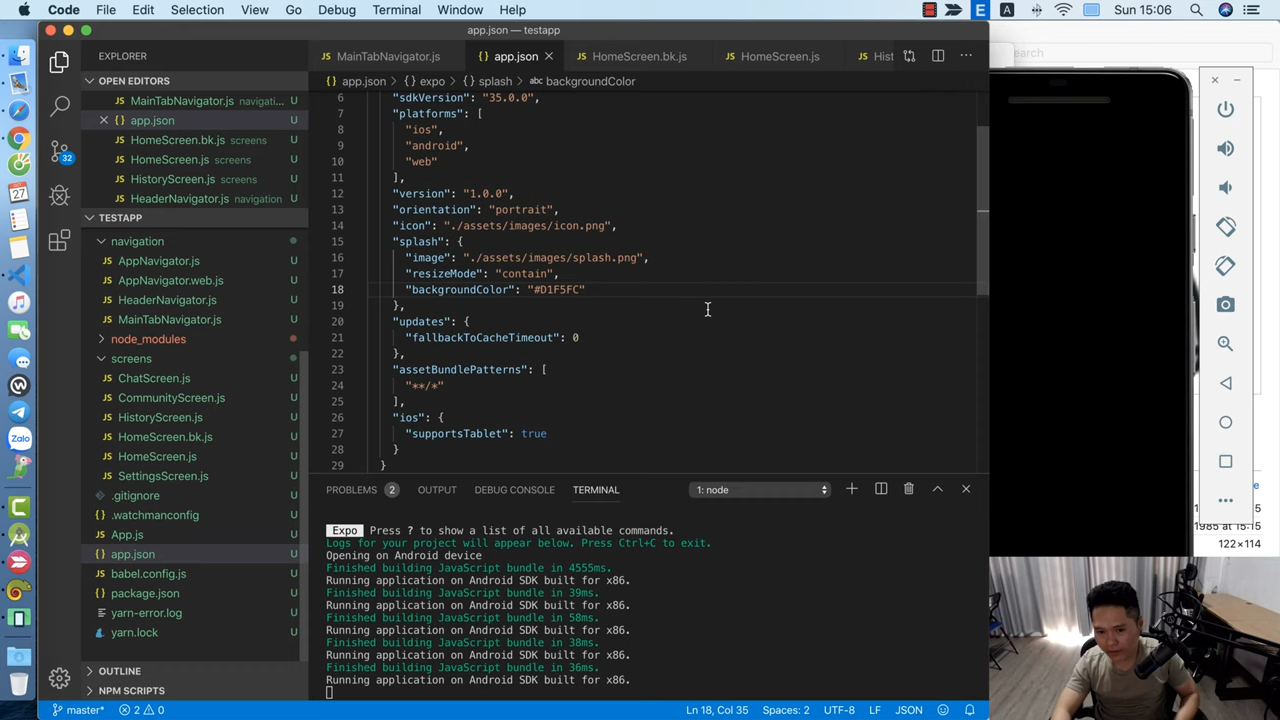 Code File Edit Selection View Go Debug Terminal Window Help
E A Sun 15:06
app.json — testapp
EXPLORER
MainTabNavigator.js
{} app.json
HomeScreen.bk.js
HomeScreen.js
Hist
earch
OPEN EDITORS
app.json > {} expo > {} splash > abc backgroundColor
MainTabNavigator.js navigati... U
{} app.json U
HomeScreen.bk.js screens U
HomeScreen.js screens U
HistoryScreen.js screens U
HeaderNavigator.js navigation U
32
27
TESTAPP
navigation
AppNavigator.js U
AppNavigator.web.js U
HeaderNavigator.js U
MainTabNavigator.js U
node_modules
screens
ChatScreen.js U
CommunityScreen.js U
HistoryScreen.js U
HomeScreen.bk.js U
HomeScreen.js U
SettingsScreen.js U
.gitignore U
.watchmanconfig U
App.js U
app.json U
babel.config.js U
package.json U
yarn-error.log U
yarn.lock U
OUTLINE
NPM SCRIPTS
Zalo
6 "sdkVersion": "35.0.0",
7 "platforms": [
8 "ios",
9 "android",
10 "web"
11 ],
12 "version": "1.0.0",
13 "orientation": "portrait",
14 "icon": "./assets/images/icon.png",
15 "splash": {
16 "image": "./assets/images/splash.png",
17 "resizeMode": "contain",
18 "backgroundColor": "#D1F5FC"
19 },
20 "updates": {
21 "fallbackToCacheTimeout": 0
22 },
23 "assetBundlePatterns": [
24 "**/*"
25 ],
26 "ios": {
27 "supportsTablet": true
28 }
29 }
PROBLEMS 2 OUTPUT DEBUG CONSOLE TERMINAL 1: node
Expo Press ? to show a list of all available commands.
Logs for your project will appear below. Press Ctrl+C to exit.
Opening on Android device
Finished building JavaScript bundle in 4555ms.
Running application on Android SDK built for x86.
Finished building JavaScript bundle in 39ms.
Running application on Android SDK built for x86.
Finished building JavaScript bundle in 58ms.
Running application on Android SDK built for x86.
Finished building JavaScript bundle in 38ms.
Running application on Android SDK built for x86.
Finished building JavaScript bundle in 36ms.
Running application on Android SDK built for x86.
1985 at 15:15
122×114
master* 2 0 Ln 18, Col 35 Spaces: 2 UTF-8 LF JSON